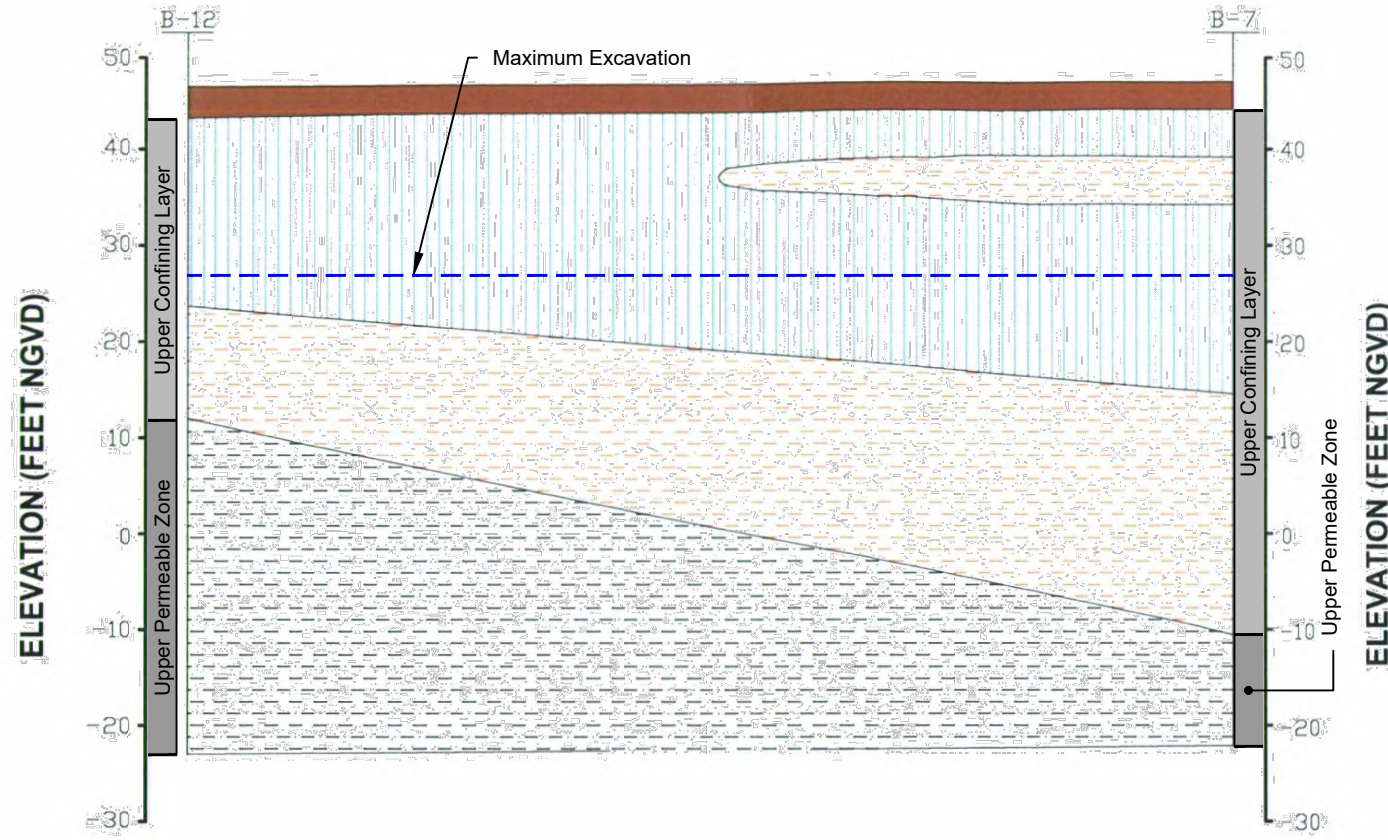 B-12
B-7
Maximum Excavation
50
40
30
20
10
0
-10
-20
-30
50
40
30
20
10
0
-10
-20
-30
ELEVATION (FEET NGVD)
Upper Confining Layer
Upper Permeable Zone
Upper Confining Layer
Upper Permeable Zone
ELEVATION (FEET NGVD)